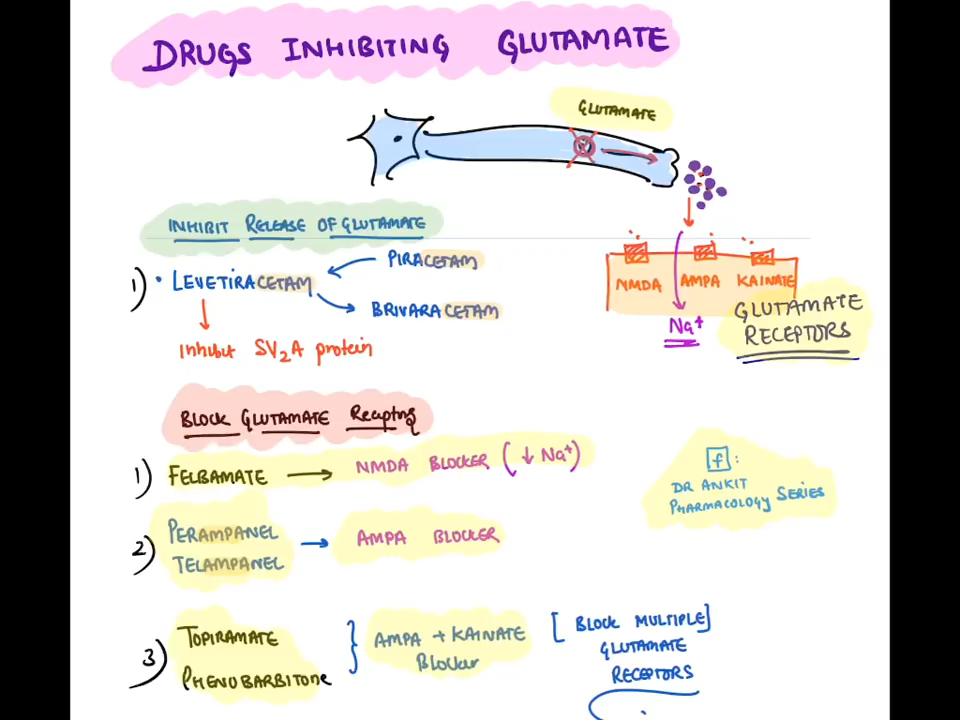 DRUGS INHIBITING GLUTAMATE
GLUTAMATE
INHIBIT RELEASE OF GLUTAMATE
1) • LEVETIRACETAM
PIRACETAM
BRIVARACETAM
Inhibit SV2A protein
NMDA AMPA KAINATE
Na+
GLUTAMATE
RECEPTORS
BLOCK GLUTAMATE
1) FELBAMATE → NMDA BLOCKER (↓ Na+)
f :
DR ANKIT
PHARMACOLOGY SERIES
2) PERAMPANEL
TELAMPANEL → AMPA BLOCKER
3) TOPIRAMATE
PHENOBARBITONE
AMPA + KAINATE
Blocker
[BLOCK MULTIPLE]
GLUTAMATE
RECEPTORS